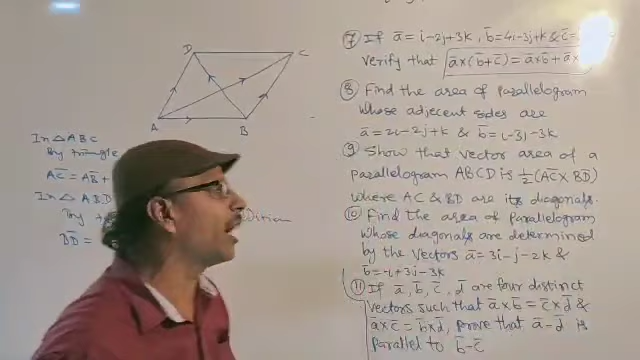 D
C
A
B
In △ABC
By triangle
AC̅ = AB̅ +
In △ABD
By
BD̅ =
⑦ If a̅ = i-2j+3k, b̅ = 4i-3j+k & c̅ =
verify that a̅×(b̅+c̅) = a̅×b̅ + a̅×
⑧ Find the area of parallelogram
whose adjecent sides are
a̅ = 2i-2j+k & b̅ = i-3j-3k
⑨ Show that vector area of a
parallelogram ABCD is ½(AC̅ × BD̅)
where AC & BD are its diagonals.
⑩ Find the area of parallelogram
whose diagonals are determined
by the vectors a̅ = 3i-j-2k &
b̅ = -i+3j-3k
⑪ If a̅, b̅, c̅, d̅ are four distinct
vectors such that a̅×b̅ = c̅×d̅ &
a̅×c̅ = b̅×d̅, prove that a̅-d̅ is
parallel to b̅-c̅